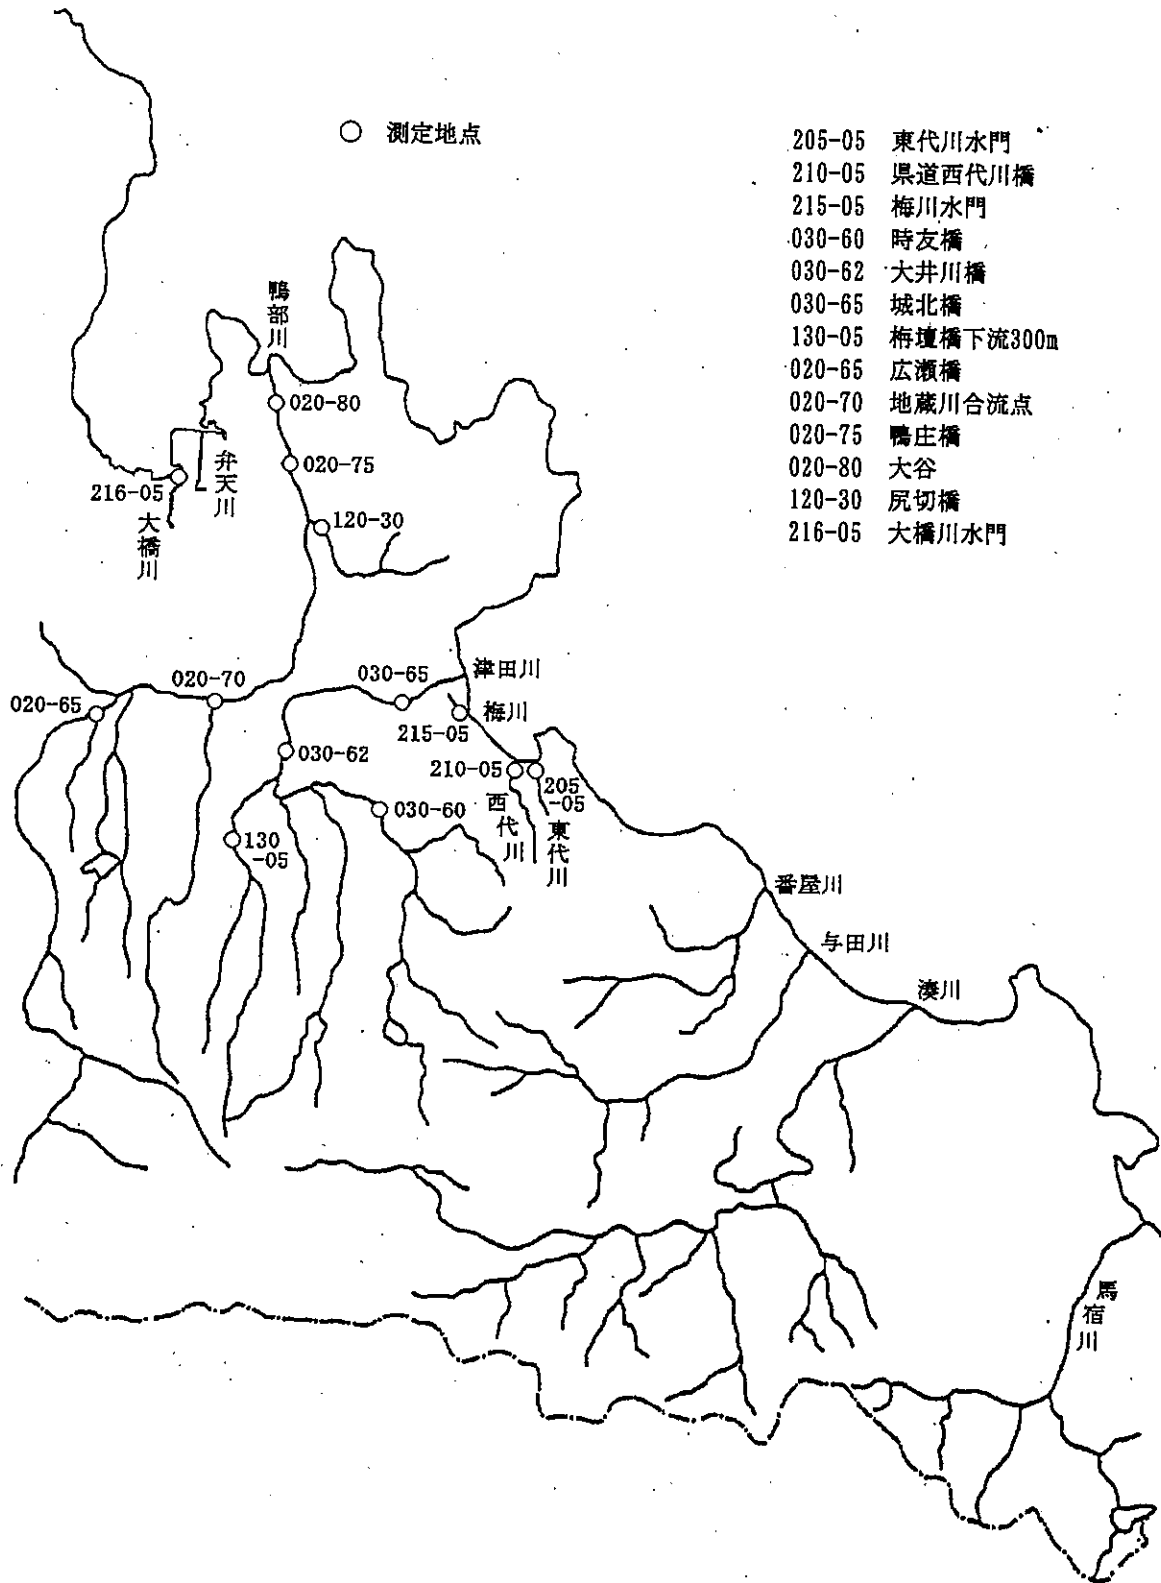 測定地点
205-05 東代川水門
210-05 県道西代川橋
215-05 梅川水門
030-60 時友橋
030-62 大井川橋
030-65 城北橋
130-05 栴壇橋下流300m
020-65 広瀬橋
020-70 地蔵川合流点
020-75 鴨庄橋
020-80 大谷
120-30 尻切橋
216-05 大橋川水門
鴨部川
020-80
020-75
弁天川
216-05
大橋川
120-30
津田川
020-70
030-65
020-65
梅川
215-05
030-62
210-05
205
-05
西代川
東代川
030-60
130
-05
番屋川
与田川
湊川
馬宿川